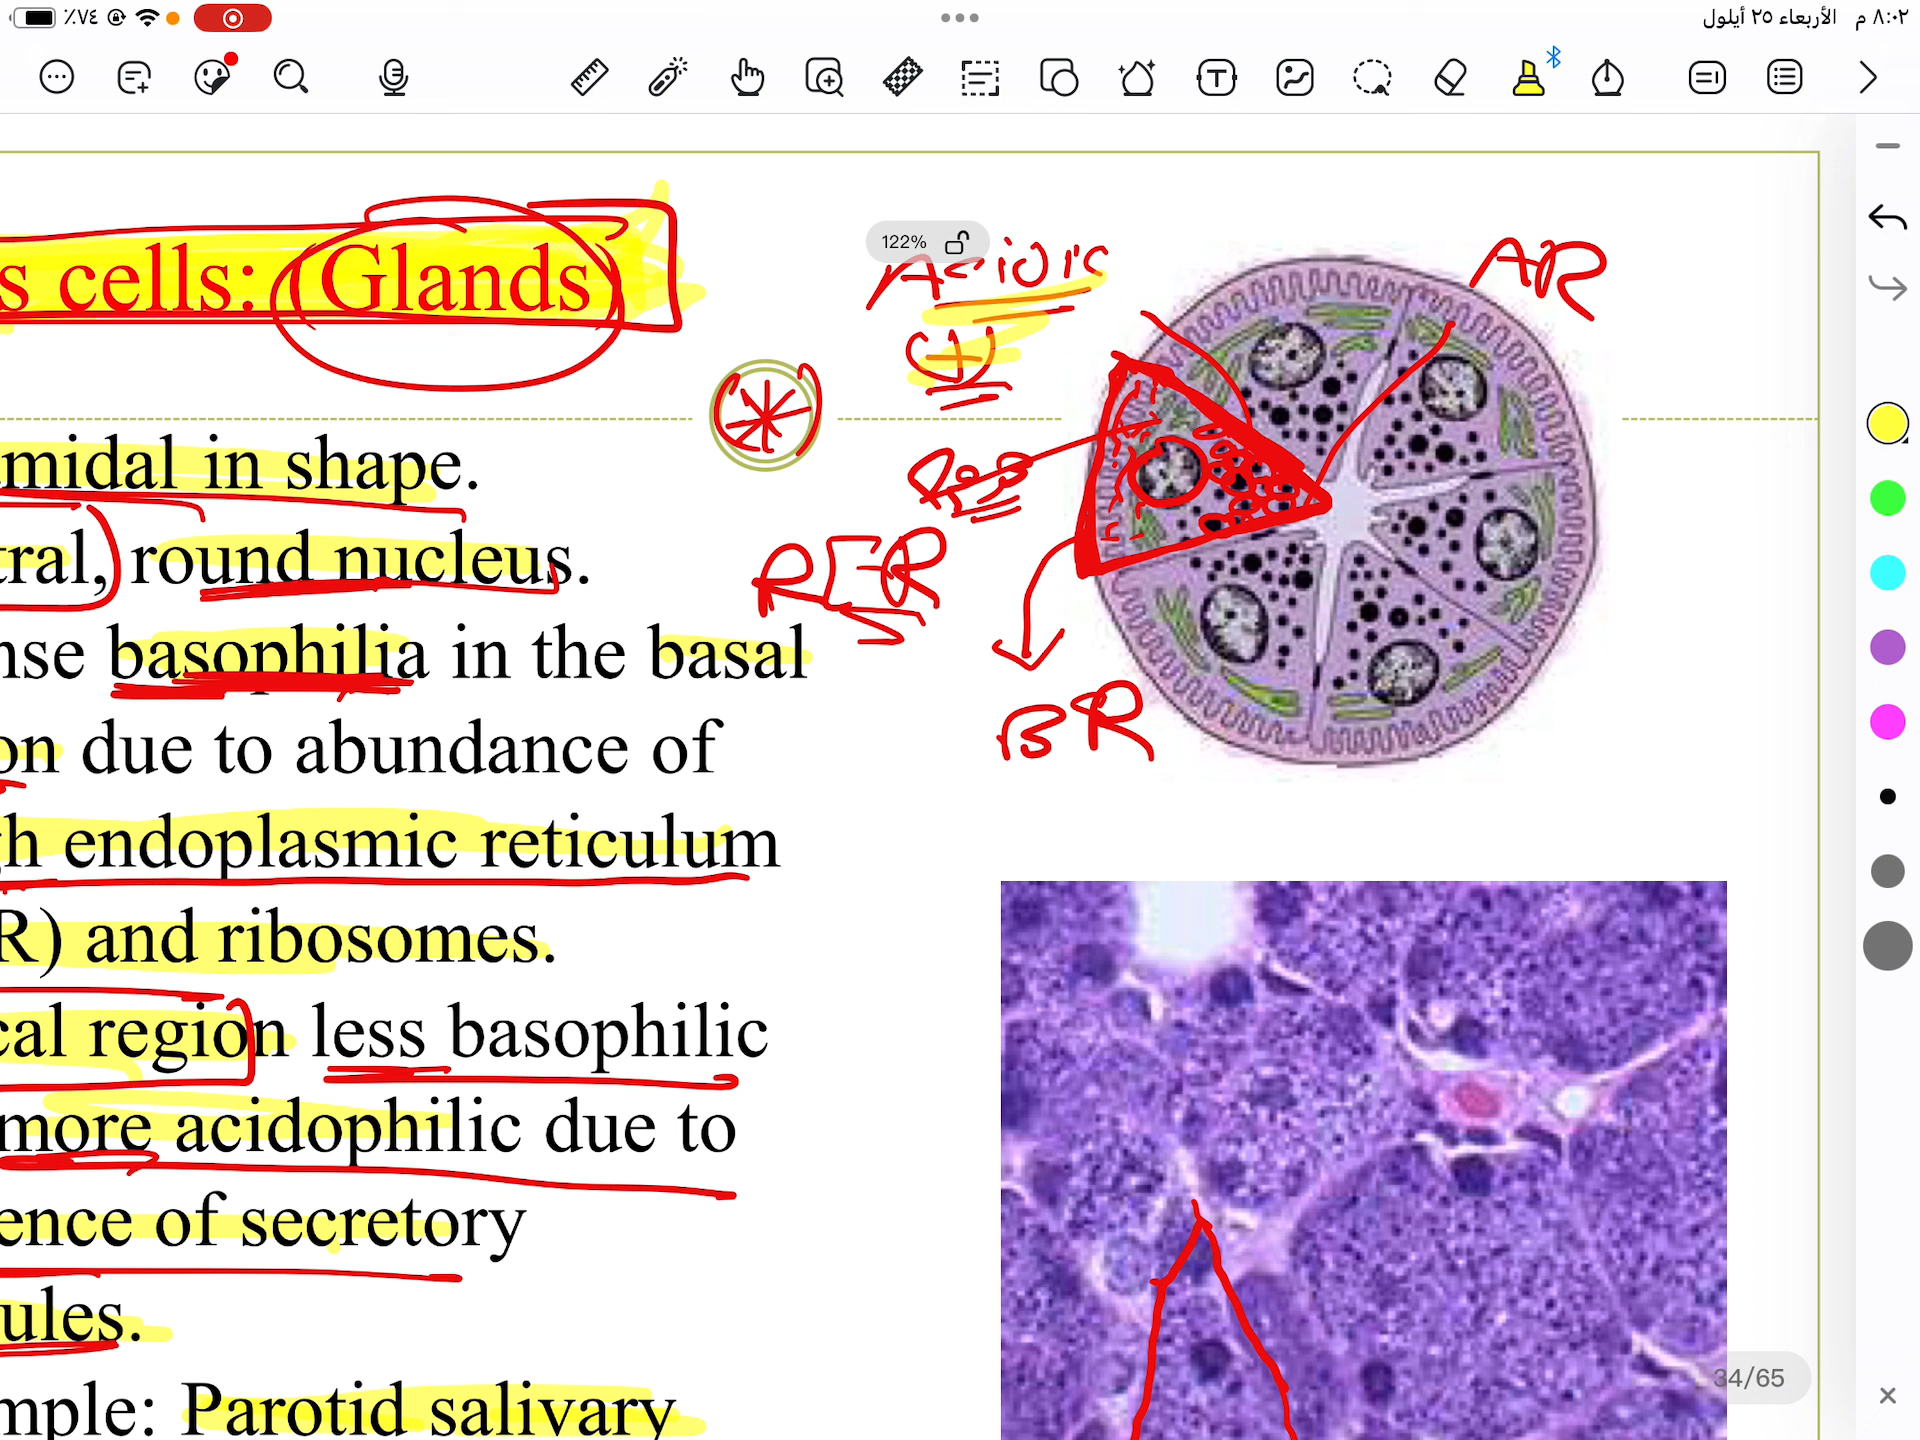 ٪٧٤
٨:٠٢ م الأربعاء ٢٥ أيلول
122%
s cells: (Glands)
AR
RER
BR
amidal in shape.
tral, round nucleus.
nse basophilia in the basal
on due to abundance of
gh endoplasmic reticulum
R) and ribosomes.
cal region less basophilic
more acidophilic due to
ence of secretory
ules.
mple: Parotid salivary
34/65